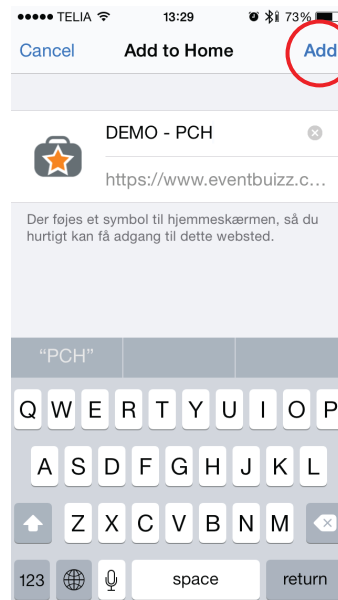 TELIA 13:29 73%
Cancel Add to Home Add
DEMO - PCH
https://www.eventbuizz.c...
Der føjes et symbol til hjemmeskærmen, så du
hurtigt kan få adgang til dette websted.
“PCH”
Q W E R T Y U I O P
A S D F G H J K L
Z X C V B N M
123 space return